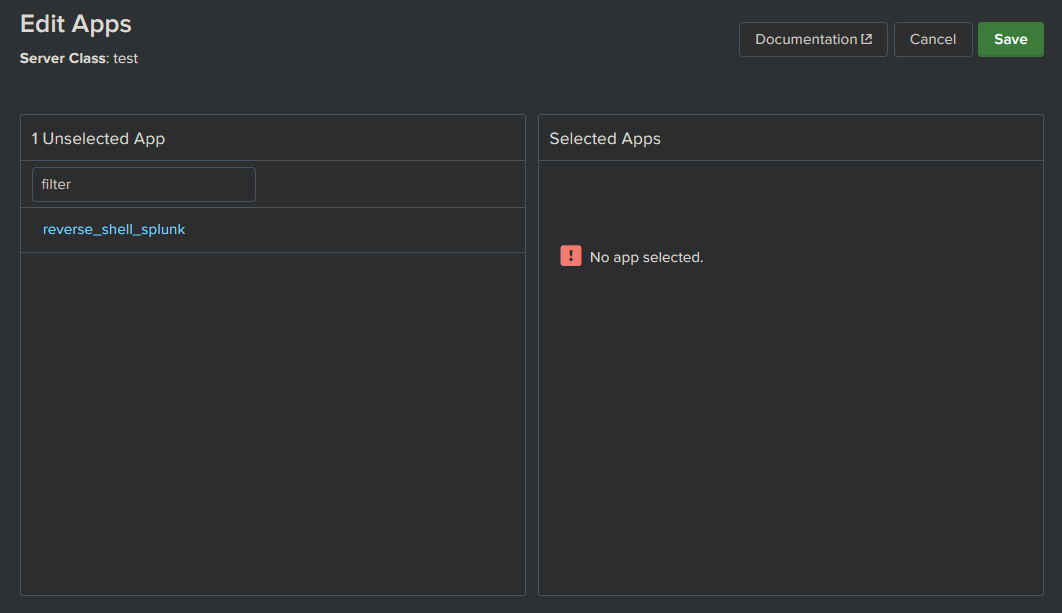 Edit Apps
Server Class: test
Documentation
Cancel
Save
1 Unselected App
filter
reverse_shell_splunk
Selected Apps
! No app selected.